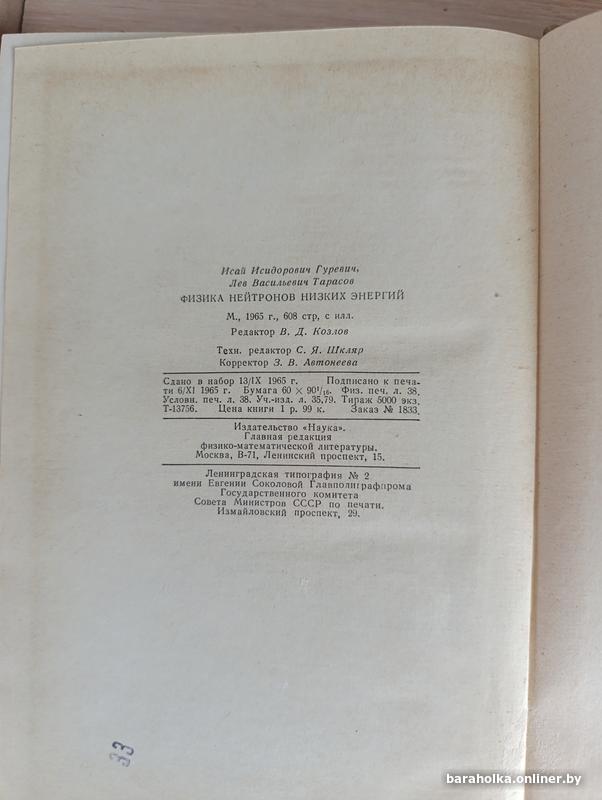 Исай Исидорович Гуревич,
Лев Васильевич Тарасов
ФИЗИКА НЕЙТРОНОВ НИЗКИХ ЭНЕРГИЙ
М., 1965 г., 608 стр, с илл.
Редактор В. Д. Козлов
Техн. редактор С. Я. Шкляр
Корректор З. В. Автонеева
Сдано в набор 13/IX 1965 г. Подписано к печа-
ти 6/XI 1965 г. Бумага 60 × 90 1/16. Физ. печ. л. 38.
Условн. печ. л. 38. Уч.-изд. л. 35,79. Тираж 5000 экз.
Т-13756. Цена книги 1 р. 99 к. Заказ № 1833.
Издательство «Наука».
Главная редакция
физико-математической литературы.
Москва, В-71, Ленинский проспект, 15.
Ленинградская типография № 2
имени Евгении Соколовой Главполиграфпрома
Государственного комитета
Совета Министров СССР по печати.
Измайловский проспект, 29.
33
baraholka.onliner.by